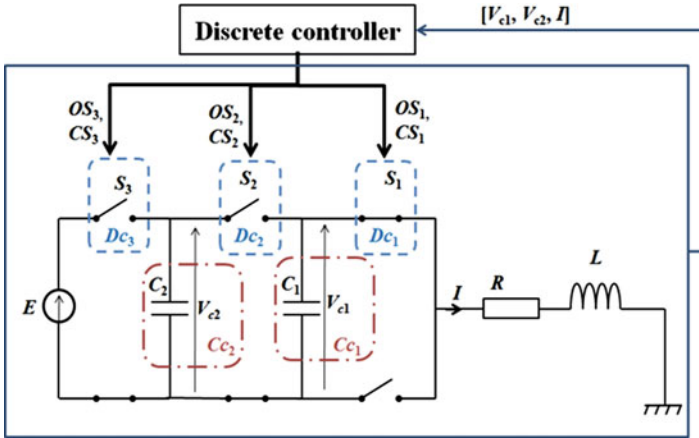 [Vc1, Vc2, I]
Discrete controller
OS3,
CS3
OS2,
CS2
OS1,
CS1
S3
S2
S1
Dc3
Dc2
Dc1
E
C2
Vc2
Cc2
C1
Vc1
Cc1
I
R
L